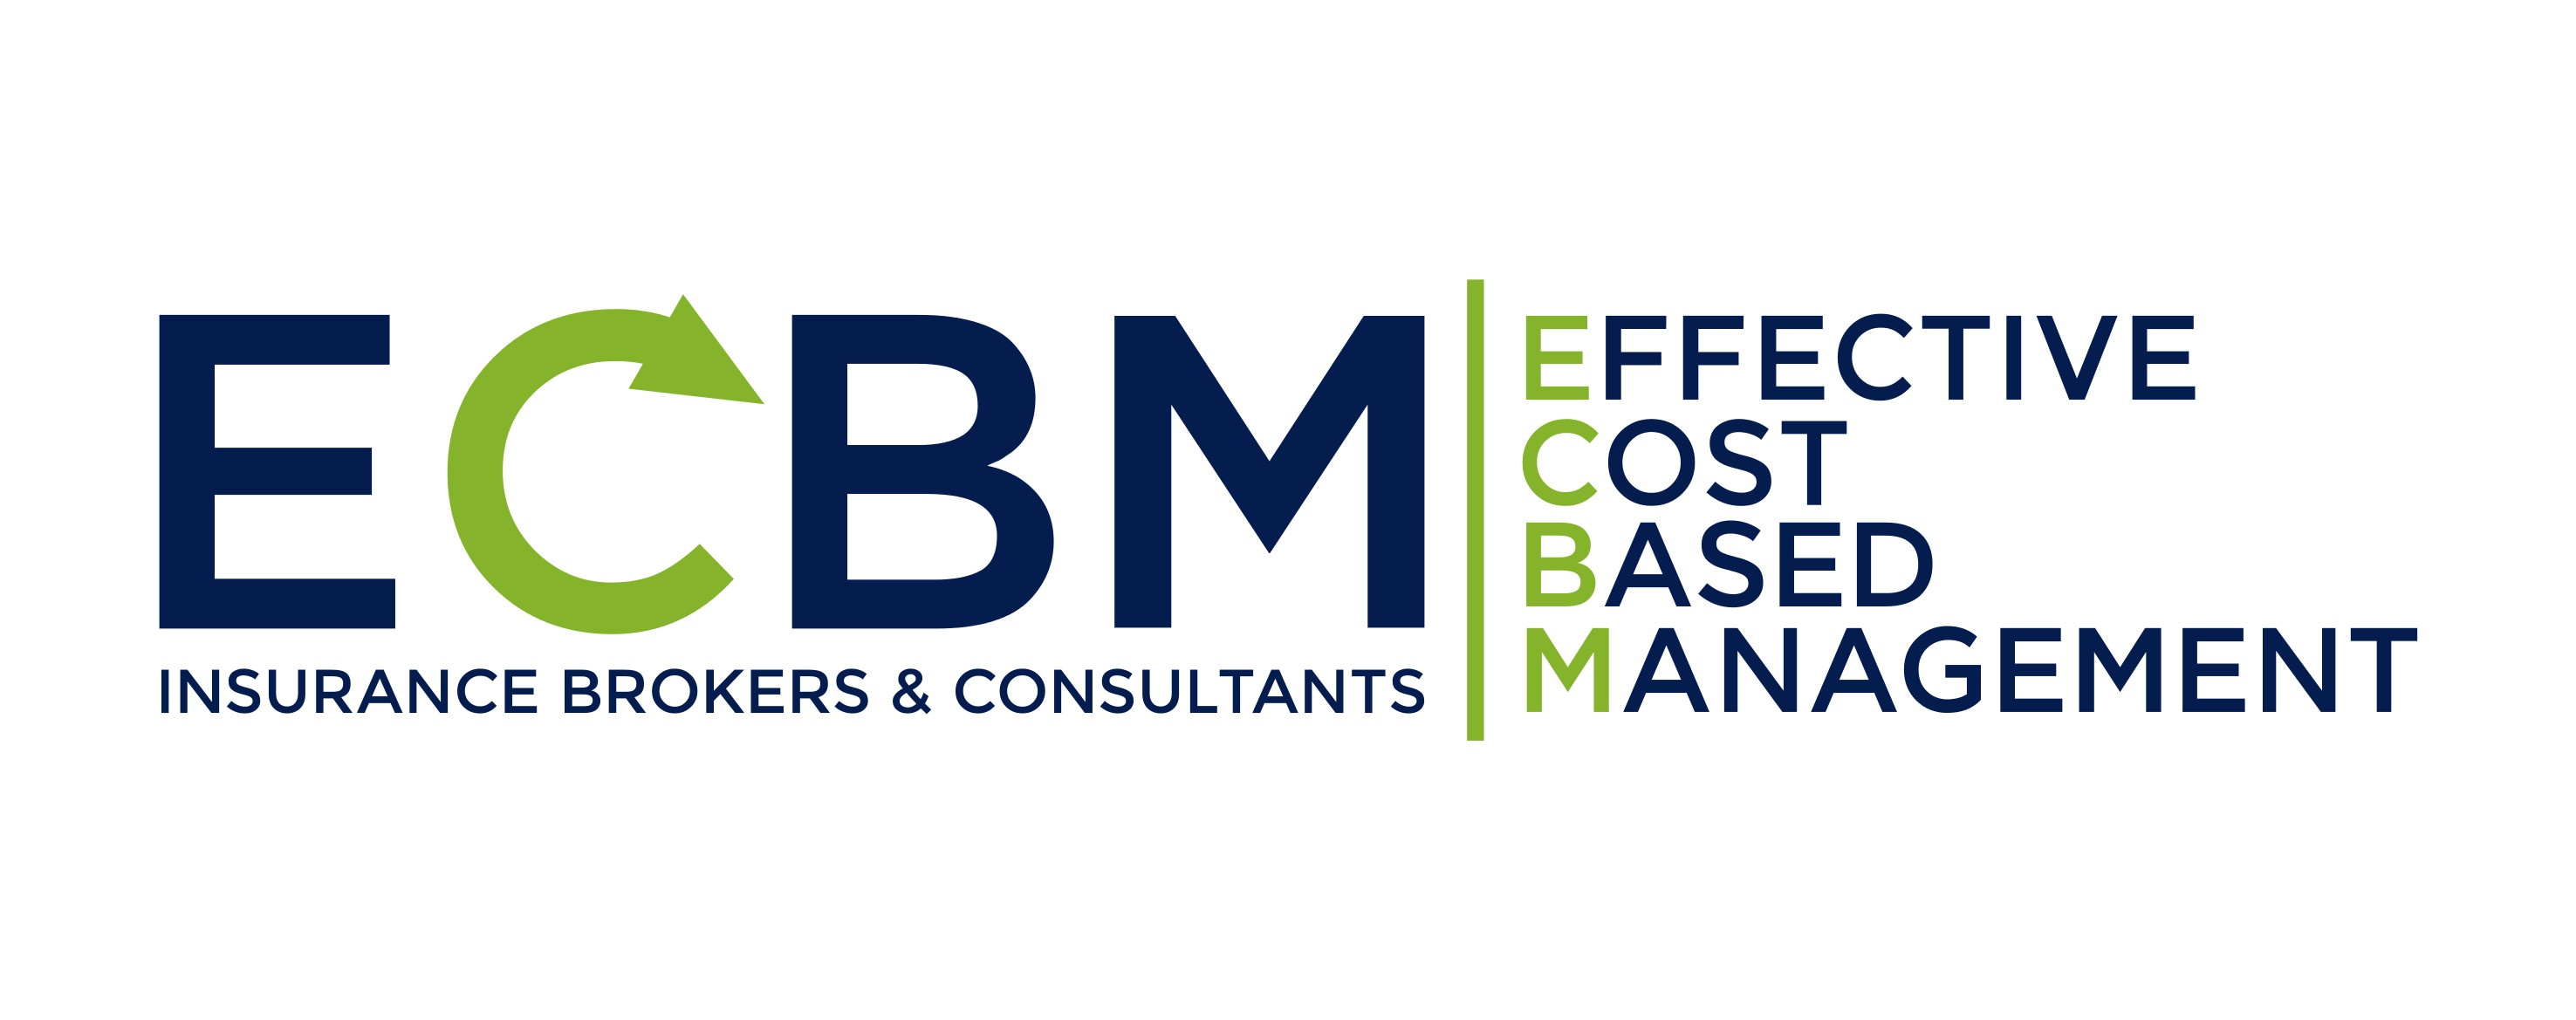 ECBM
INSURANCE BROKERS & CONSULTANTS
EFFECTIVE
COST
BASED
MANAGEMENT